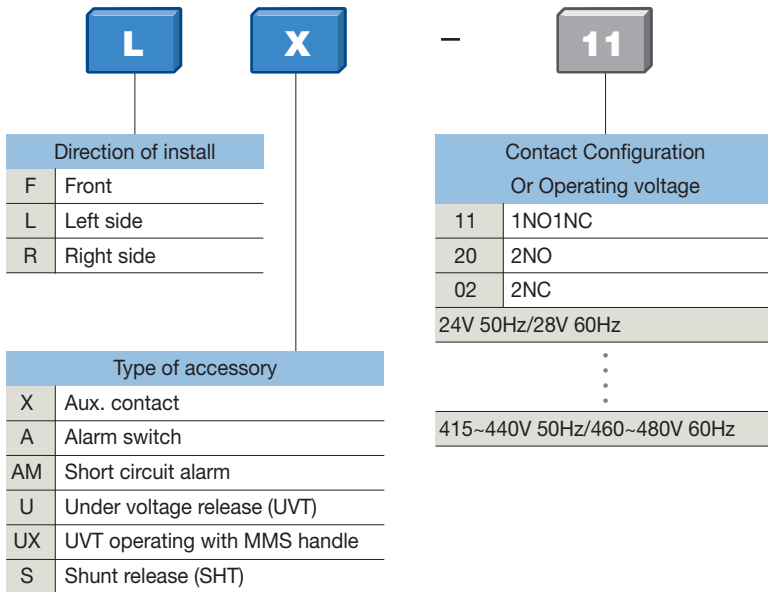 L X – 11
Direction of install
F Front
L Left side
R Right side
Type of accessory
X Aux. contact
A Alarm switch
AM Short circuit alarm
U Under voltage release (UVT)
UX UVT operating with MMS handle
S Shunt release (SHT)
Contact Configuration
Or Operating voltage
11 1NO1NC
20 2NO
02 2NC
24V 50Hz/28V 60Hz
415~440V 50Hz/460~480V 60Hz